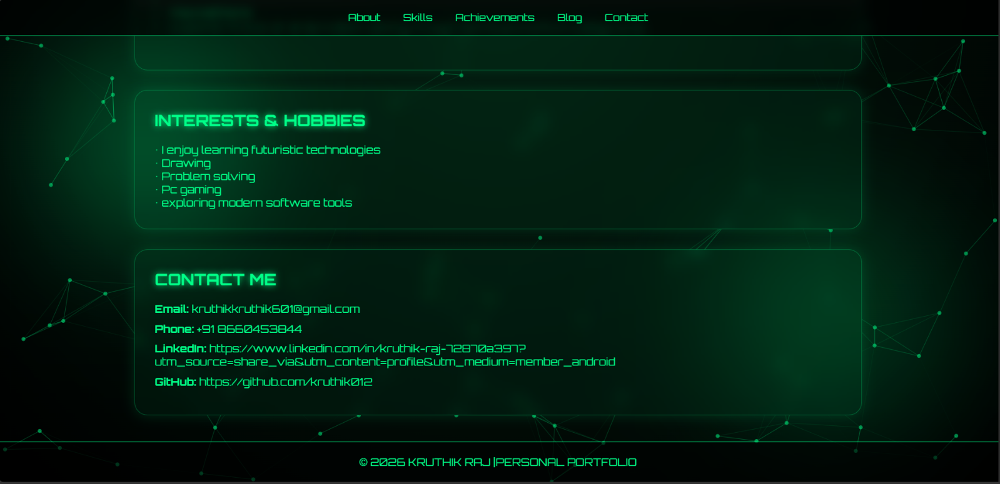 About Skills Achievements Blog Contact
INTERESTS & HOBBIES
· I enjoy learning futuristic technologies
· Drawing
· Problem solving
· Pc gaming
· exploring modern software tools
CONTACT ME
Email: kruthikkruthik601@gmail.com
Phone: +91 8660453844
LinkedIn: https://www.linkedin.com/in/kruthik-raj-72870a397?
utm_source=share_via&utm_content=profile&utm_medium=member_android
GitHub: https://github.com/kruthik012
© 2026 KRUTHIK RAJ |PERSONAL PORTFOLIO